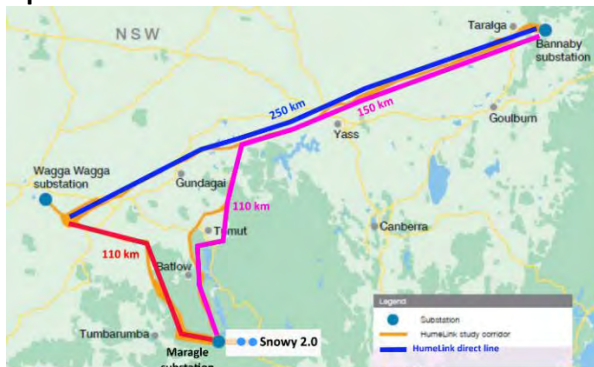 NSW
Taralga
Bannaby
substation
250 km
150 km
Goulburn
Yass
Wagga Wagga
substation
Gundagai
110 km
Canberra
Tumut
110 km
Batlow
Legend
Substation
HumeLink study corridor
HumeLink direct line
Tumbarumba
Maragle
substation
Snowy 2.0